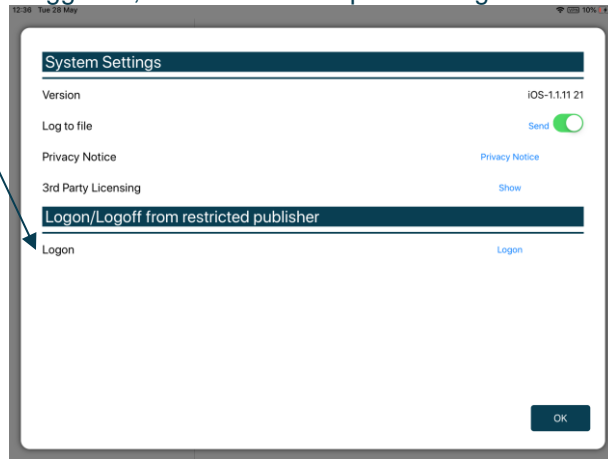 12:36 Tue 28 May 10%
System Settings
Version iOS-1.1.11 21
Log to file Send
Privacy Notice Privacy Notice
3rd Party Licensing Show
Logon/Logoff from restricted publisher
Logon Logon
OK